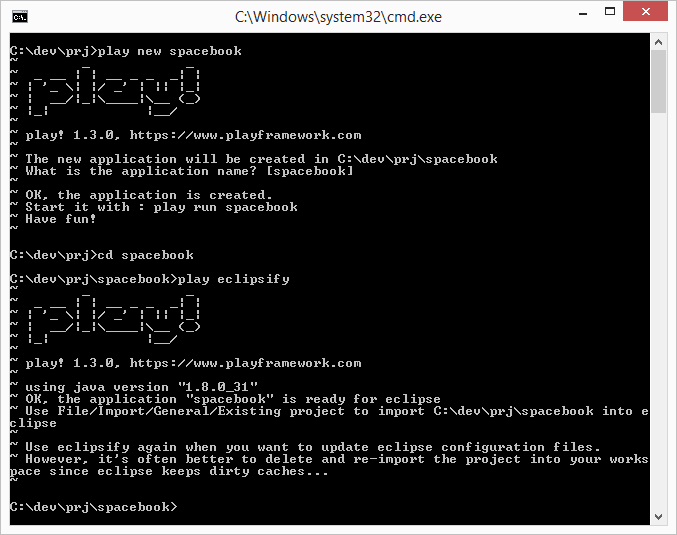 C:\Windows\system32\cmd.exe
C:\dev\prj>play new spacebook
~        _            _
~  _ __ | | __ _ _  _| |
~ | '_ \| |/ _' | || |_|
~ |  __/|_|\____|\__ (_)
~ |_|            |__/
~
~ play! 1.3.0, https://www.playframework.com
~
~ The new application will be created in C:\dev\prj\spacebook
~ What is the application name? [spacebook]
~
~ OK, the application is created.
~ Start it with : play run spacebook
~ Have fun!
~
C:\dev\prj>cd spacebook
C:\dev\prj\spacebook>play eclipsify
~        _            _
~  _ __ | | __ _ _  _| |
~ | '_ \| |/ _' | || |_|
~ |  __/|_|\____|\__ (_)
~ |_|            |__/
~
~ play! 1.3.0, https://www.playframework.com
~
~ using java version "1.8.0_31"
~ OK, the application "spacebook" is ready for eclipse
~ Use File/Import/General/Existing project to import C:\dev\prj\spacebook into e
clipse
~
~ Use eclipsify again when you want to update eclipse configuration files.
~ However, it's often better to delete and re-import the project into your works
pace since eclipse keeps dirty caches...
~
C:\dev\prj\spacebook>